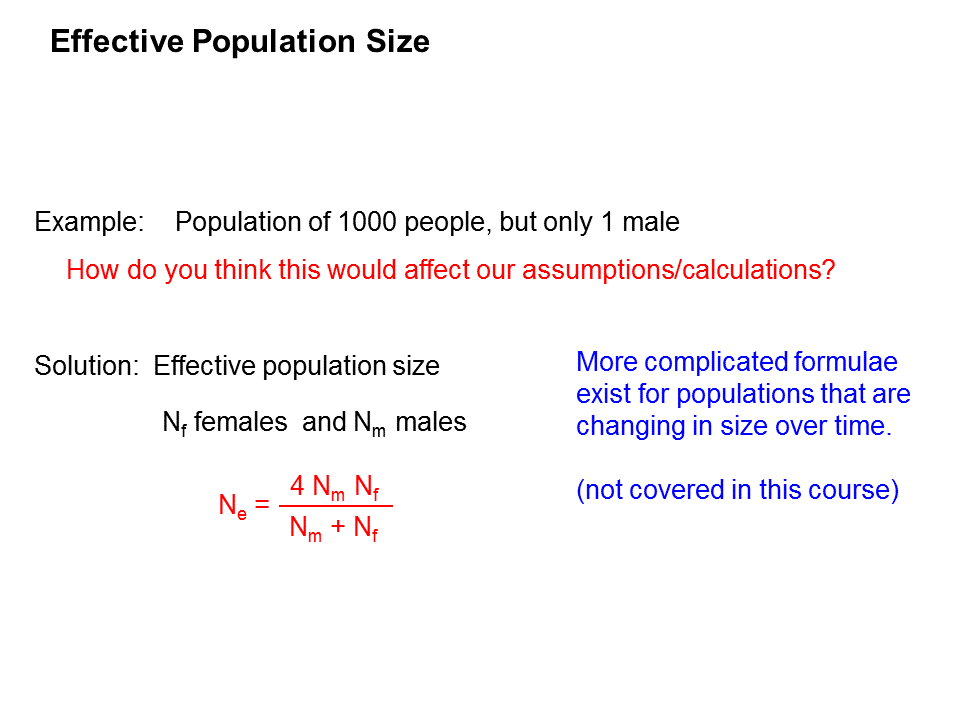 Effective Population Size
Example: Population of 1000 people, but only 1 male
How do you think this would affect our assumptions/calculations?
Solution: Effective population size
N_f females and N_m males
N_e = 4 N_m N_f
N_m + N_f
More complicated formulae
exist for populations that are
changing in size over time.
(not covered in this course)